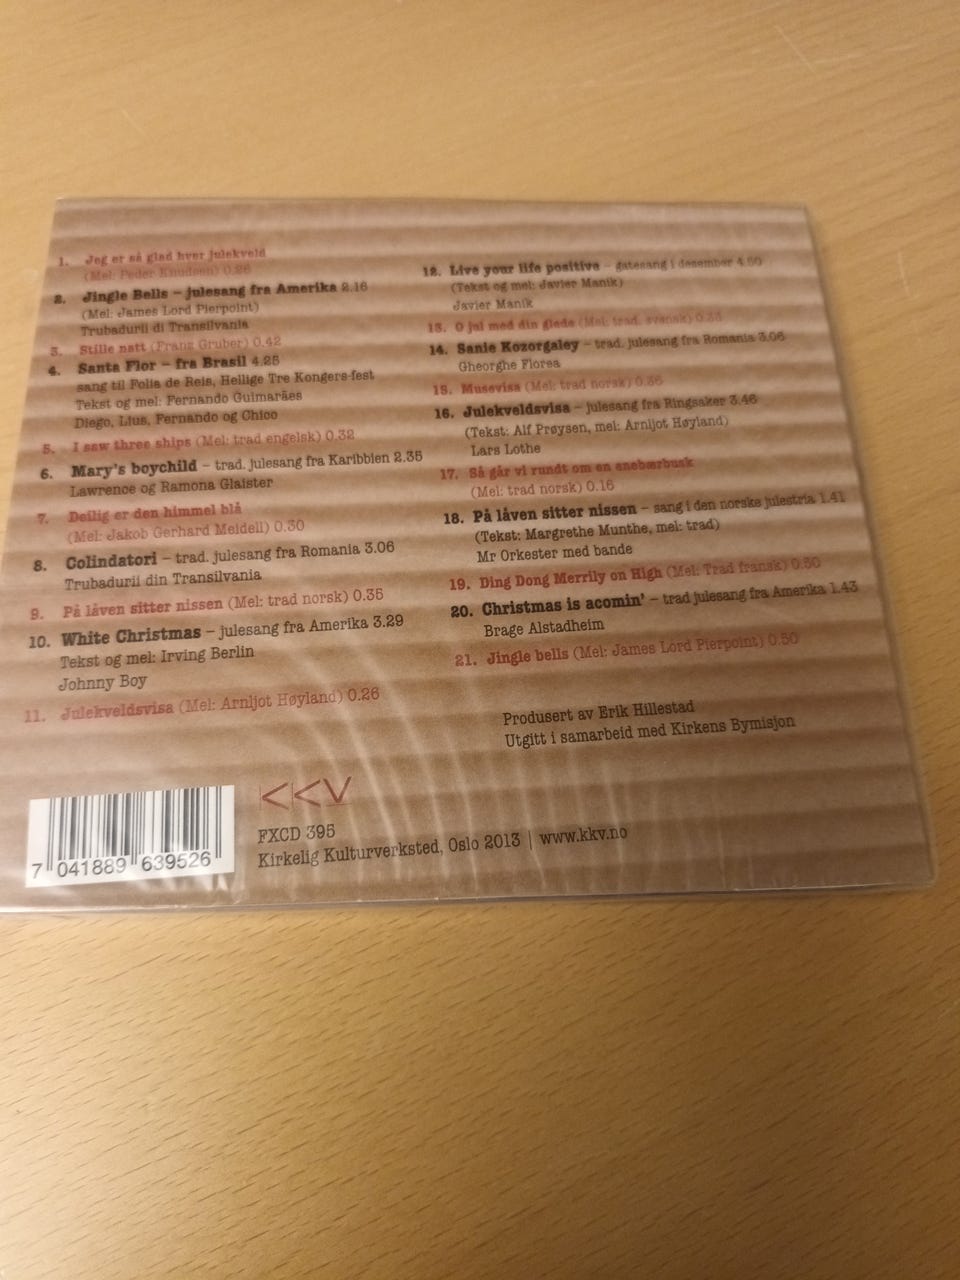 1. Jeg er så glad hver julekveld
(Mel: Peder Knudsen) 0.26
2. Jingle Bells – julesang fra Amerika 2.16
(Mel: James Lord Pierpoint)
Trubadurii di Transilvania
3. Stille natt (Franz Gruber) 0.42
4. Santa Flor – fra Brasil 4.25
sang til Folia de Reis, Hellige Tre Kongers-fest
Tekst og mel: Fernando Guimarães
Diego, Lius, Fernando og Chico
5. I saw three ships (Mel: trad engelsk) 0.32
6. Mary's boychild – trad. julesang fra Karibbien 2.35
Lawrence og Ramona Glaister
7. Deilig er den himmel blå
(Mel: Jakob Gerhard Meidell) 0.30
8. Colindatori – trad. julesang fra Romania 3.06
Trubadurii din Transilvania
9. På låven sitter nissen (Mel: trad norsk) 0.35
10. White Christmas – julesang fra Amerika 3.29
Tekst og mel: Irving Berlin
Johnny Boy
11. Julekveldsvisa (Mel: Arnljot Høyland) 0.26
12. Live your life positive – gatesang i desember 4.50
(Tekst og mel: Javier Manik)
Javier Manik
13. O jul med din glede (Mel: trad. svensk)
14. Sanie Kozorgaley – trad. julesang fra Romania 3.06
Gheorghe Florea
15. Musevisa (Mel: trad norsk) 0.36
16. Julekveldsvisa – julesang fra Ringsaker 3.46
(Tekst: Alf Prøysen, mel: Arnljot Høyland)
Lars Lothe
17. Så går vi rundt om en enebærbusk
(Mel: trad norsk) 0.16
18. På låven sitter nissen – sang i den norske julestria 1.41
(Tekst: Margrethe Munthe, mel: trad)
Mr Orkester med bande
19. Ding Dong Merrily on High (Mel: Trad fransk) 0.50
20. Christmas is acomin' – trad julesang fra Amerika 1.43
Brage Alstadheim
21. Jingle bells (Mel: James Lord Pierpoint) 0.50
Produsert av Erik Hillestad
Utgitt i samarbeid med Kirkens Bymisjon
KKV
FXCD 395
Kirkelig Kulturverksted, Oslo 2013 | www.kkv.no
7 041889 639526